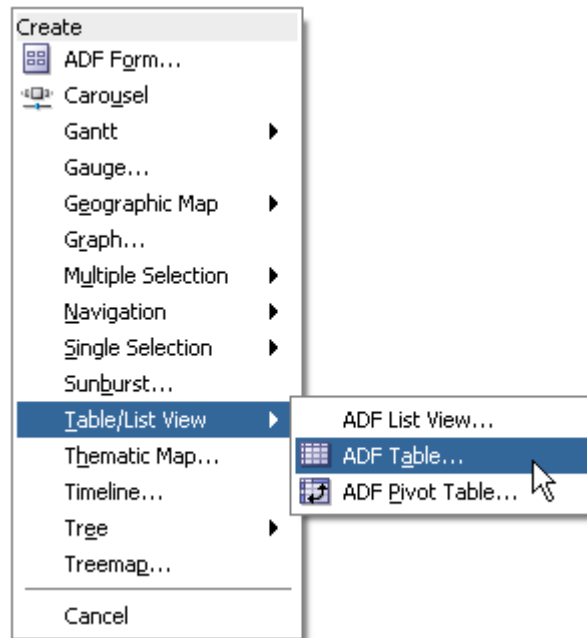 Create
ADF Form...
Carousel
Gantt
Gauge...
Geographic Map
Graph...
Multiple Selection
Navigation
Single Selection
Sunburst...
Table/List View
ADF List View...
ADF Table...
ADF Pivot Table...
Thematic Map...
Timeline...
Tree
Treemap...
Cancel